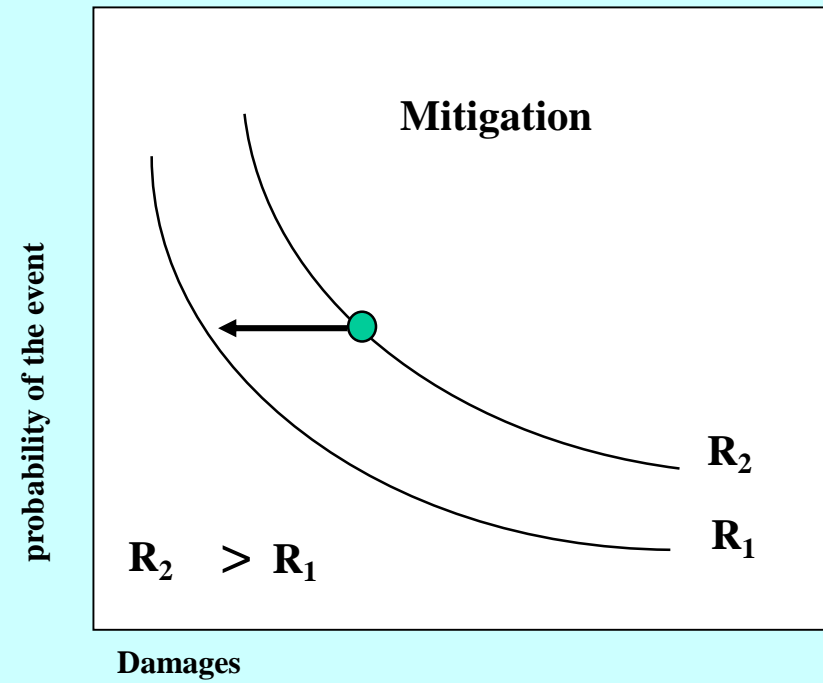 Mitigation
probability of the event
R₂
R₁
R₂ > R₁
Damages